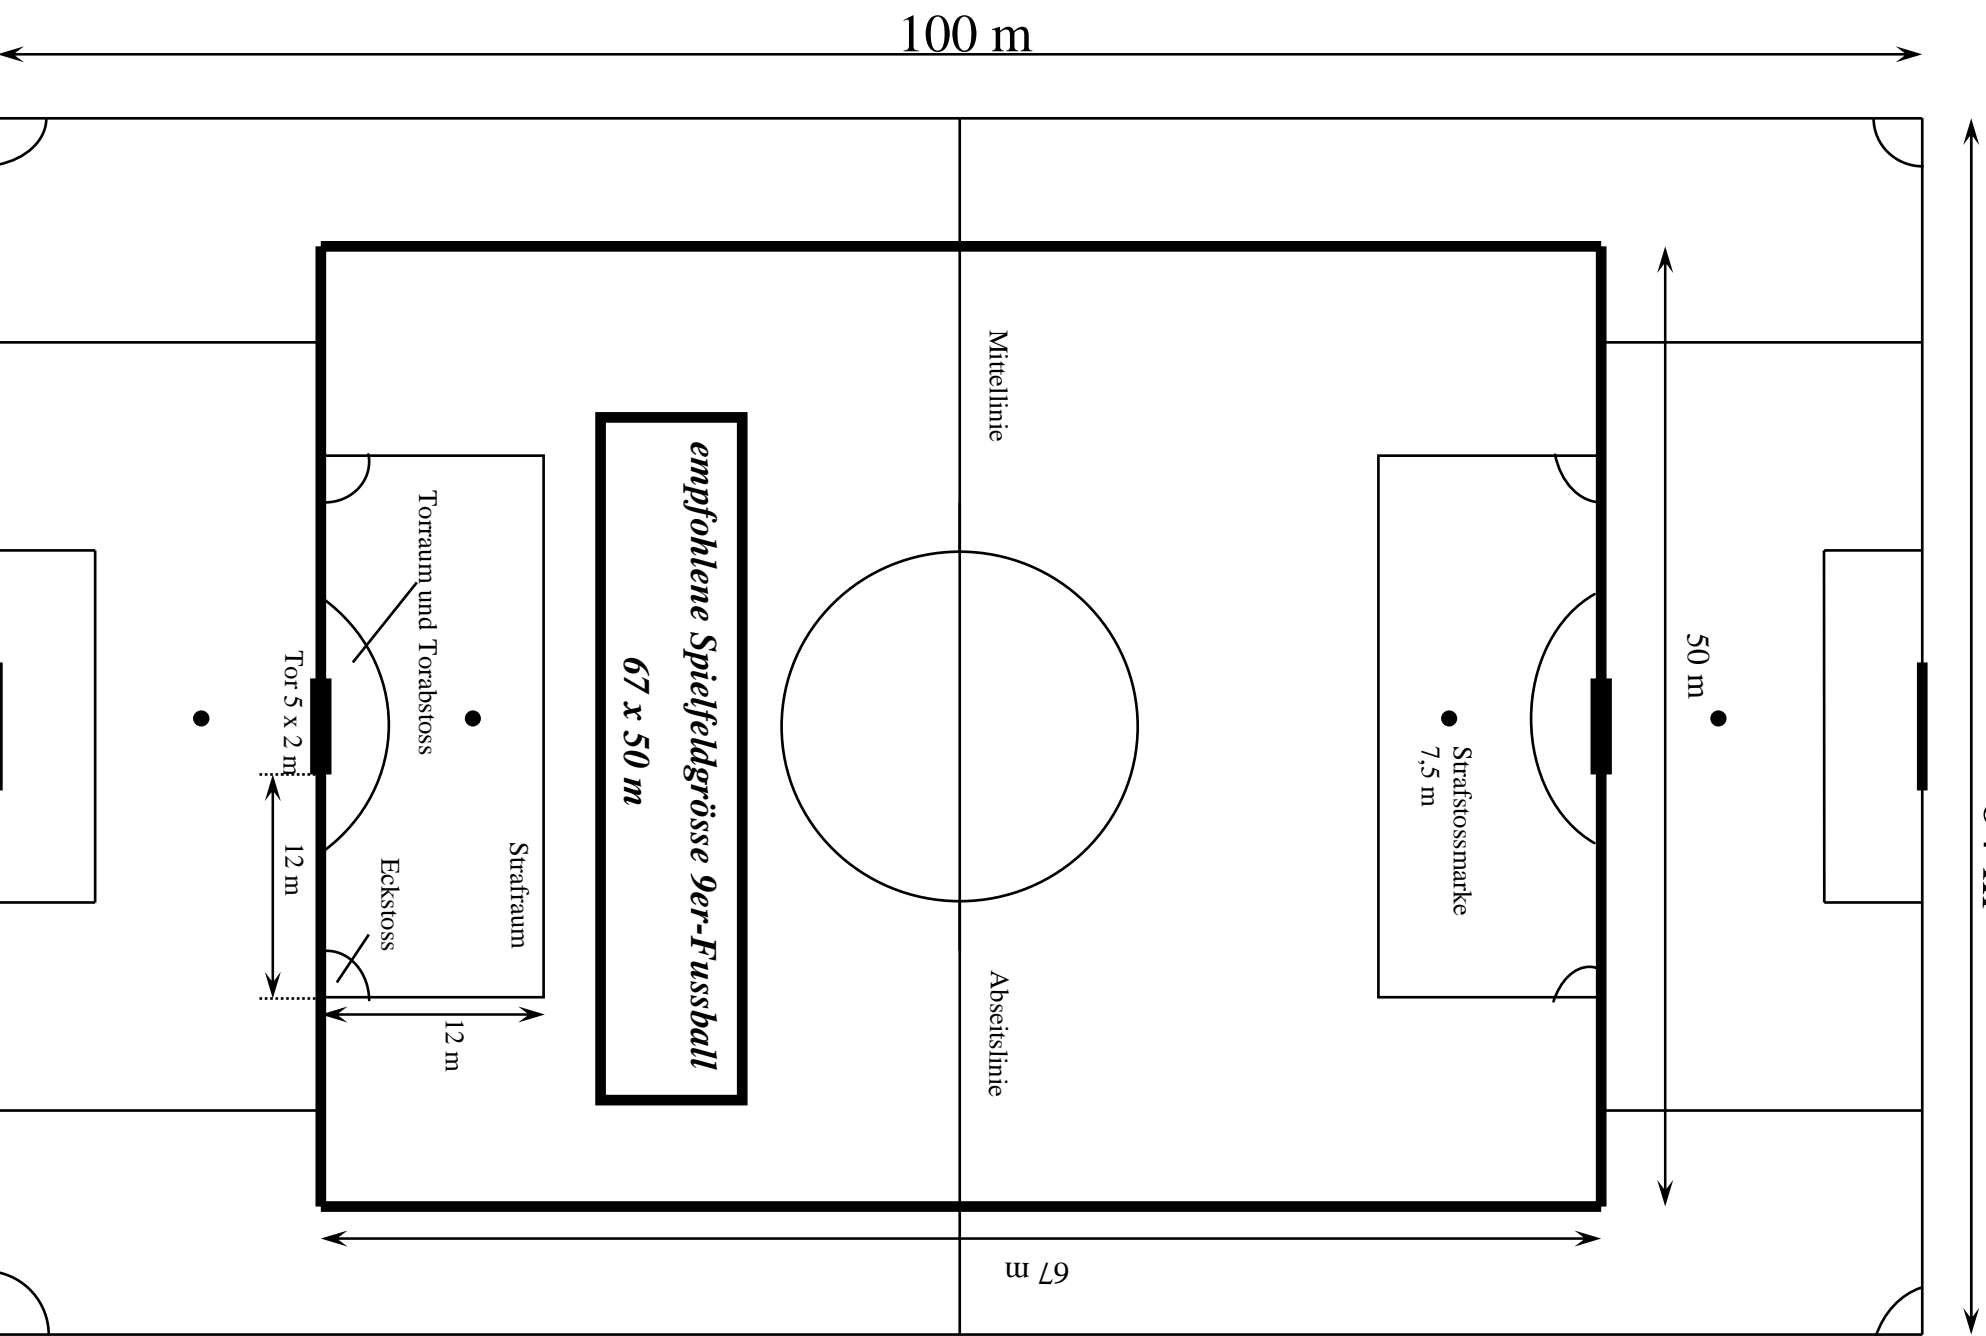 100 m
Mittellinie
empfohlene Spielfeldgrösse 9er-Fussball
67 x 50 m
Torraum und Torabstoss
Tor 5 x 2 m
50 m
Strafstossmarke
7,5 m
12 m
Eckstoss
Strafraum
12 m
Abseitslinie
67 m